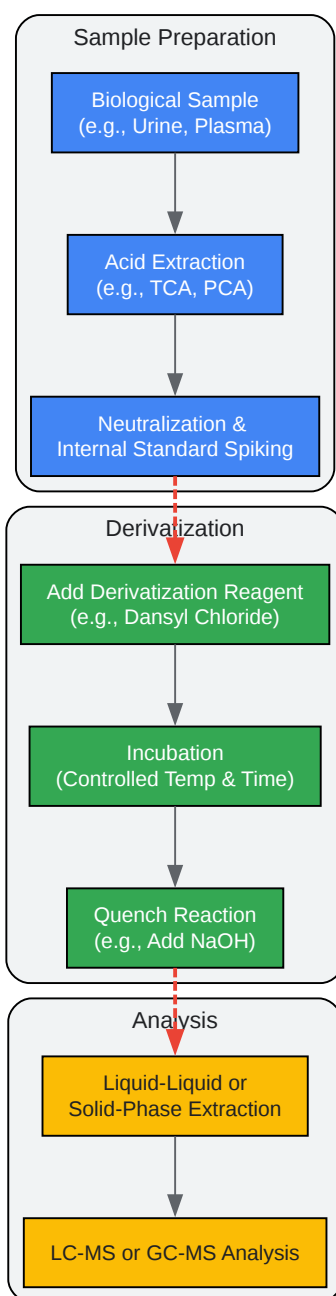 Sample Preparation
Biological Sample
(e.g., Urine, Plasma)
Acid Extraction
(e.g., TCA, PCA)
Neutralization &
Internal Standard Spiking
Derivatization
Add Derivatization Reagent
(e.g., Dansyl Chloride)
Incubation
(Controlled Temp & Time)
Quench Reaction
(e.g., Add NaOH)
Analysis
Liquid-Liquid or
Solid-Phase Extraction
LC-MS or GC-MS Analysis